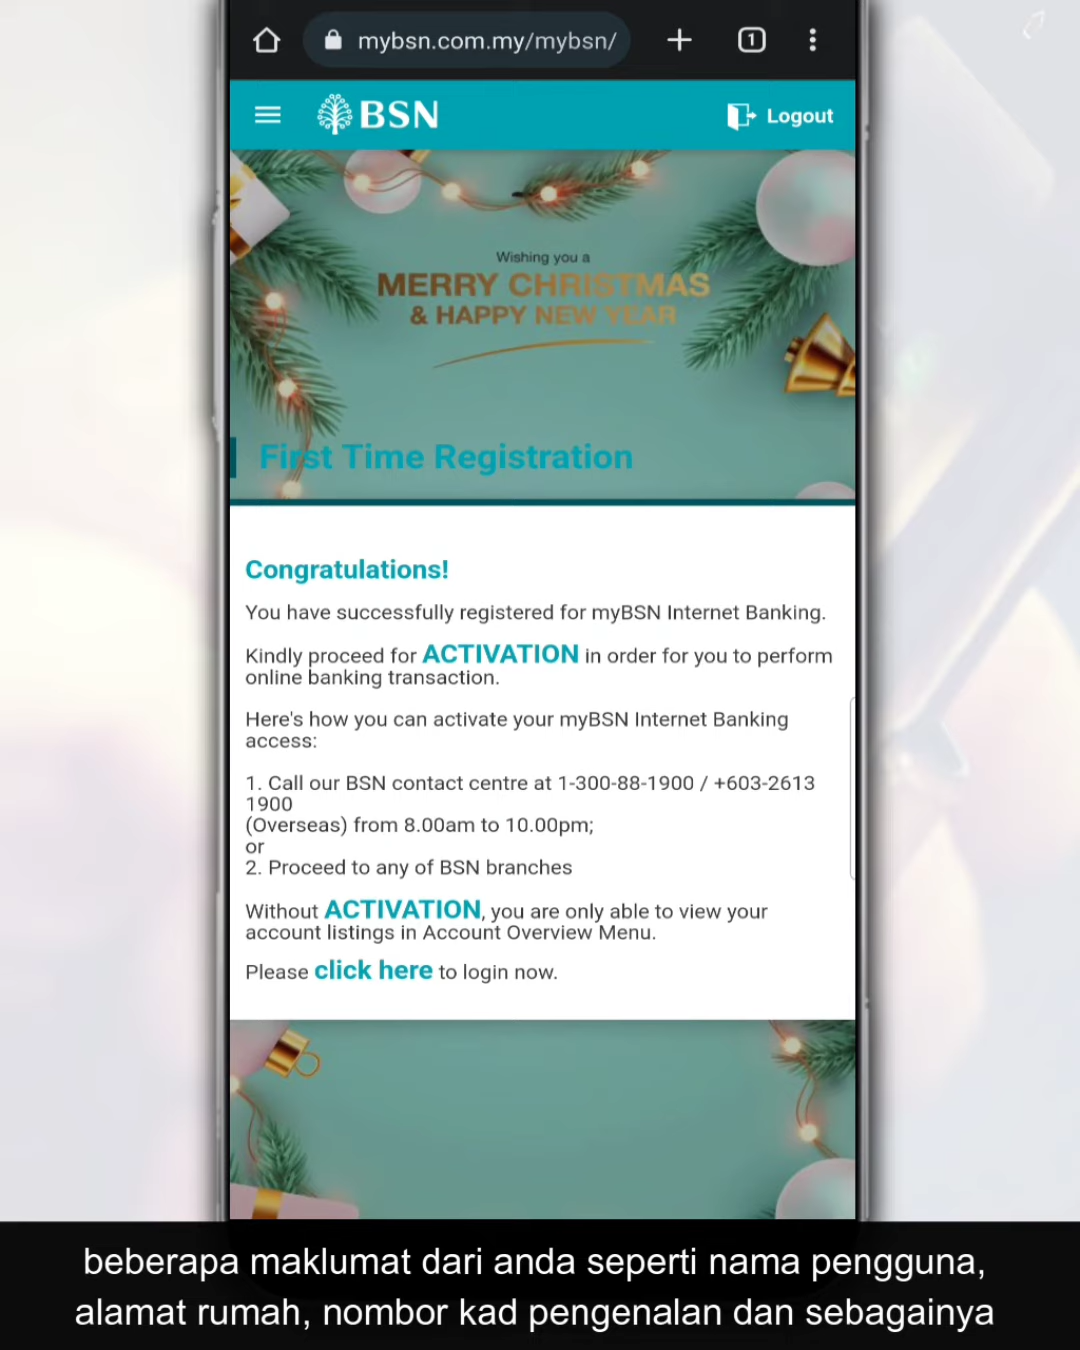 mybsn.com.my/mybsn/
1
BSN
Logout
Wishing you a
MERRY CHRISTMAS
& HAPPY NEW YEAR
First Time Registration
Congratulations!
You have successfully registered for myBSN Internet Banking.
Kindly proceed for ACTIVATION in order for you to perform
online banking transaction.
Here's how you can activate your myBSN Internet Banking
access:
1. Call our BSN contact centre at 1-300-88-1900 / +603-2613
1900
(Overseas) from 8.00am to 10.00pm;
or
2. Proceed to any of BSN branches
Without ACTIVATION, you are only able to view your
account listings in Account Overview Menu.
Please click here to login now.
beberapa maklumat dari anda seperti nama pengguna,
alamat rumah, nombor kad pengenalan dan sebagainya